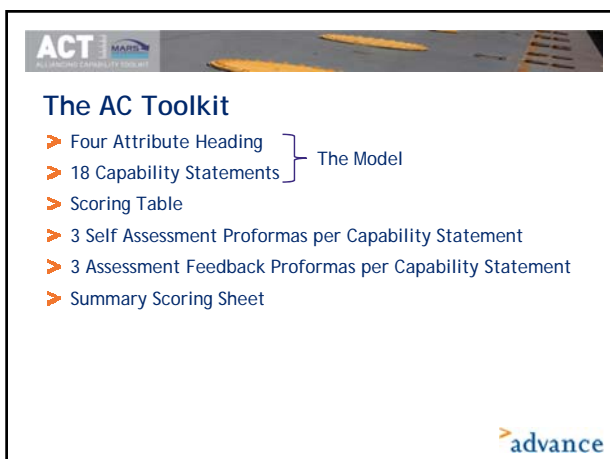 ACT
MARS
ALLIANCING CAPABILITY TOOLKIT
The AC Toolkit
Four Attribute Heading
18 Capability Statements
The Model
Scoring Table
3 Self Assessment Proformas per Capability Statement
3 Assessment Feedback Proformas per Capability Statement
Summary Scoring Sheet
>advance